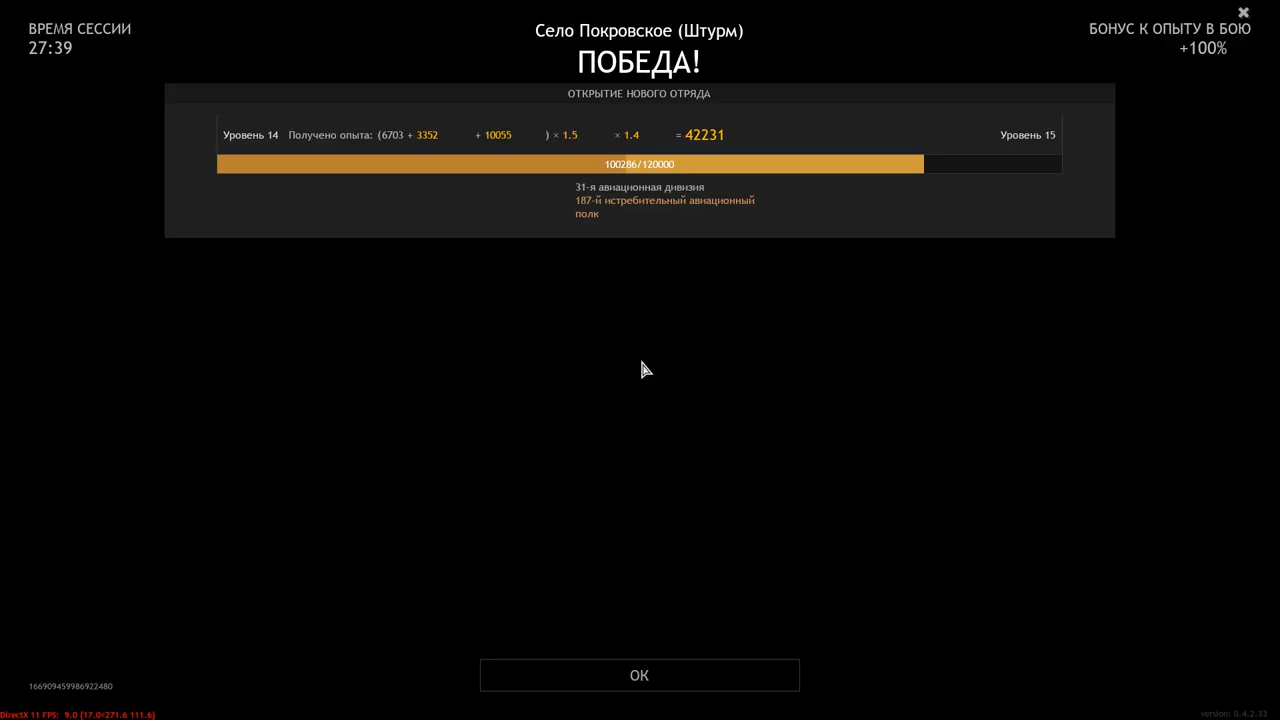 ВРЕМЯ СЕССИИ
27:39
Село Покровское (Штурм)
ПОБЕДА!
БОНУС К ОПЫТУ В БОЮ
+100%
ОТКРЫТИЕ НОВОГО ОТРЯДА
Уровень 14 Получено опыта: (6703 + 3352 + 10055 ) × 1.5 × 1.4 = 42231 Уровень 15
100286/120000
31-я авиационная дивизия
187-й истребительный авиационный
полк
ОК
166909459986922480
DirectX 11 FPS: 9.0 (17.0<271.6 111.6)
version: 0.4.2.33